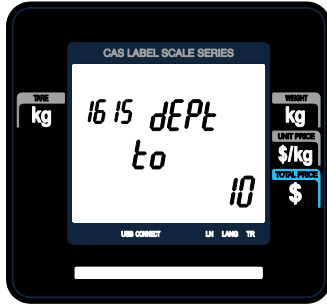 CAS LABEL SCALE SERIES
TARE
kg
1615 dEPt
to
10
WEIGHT
kg
UNIT PRICE
$/kg
TOTAL PRICE
$
USB CONNECT LN LANG TR